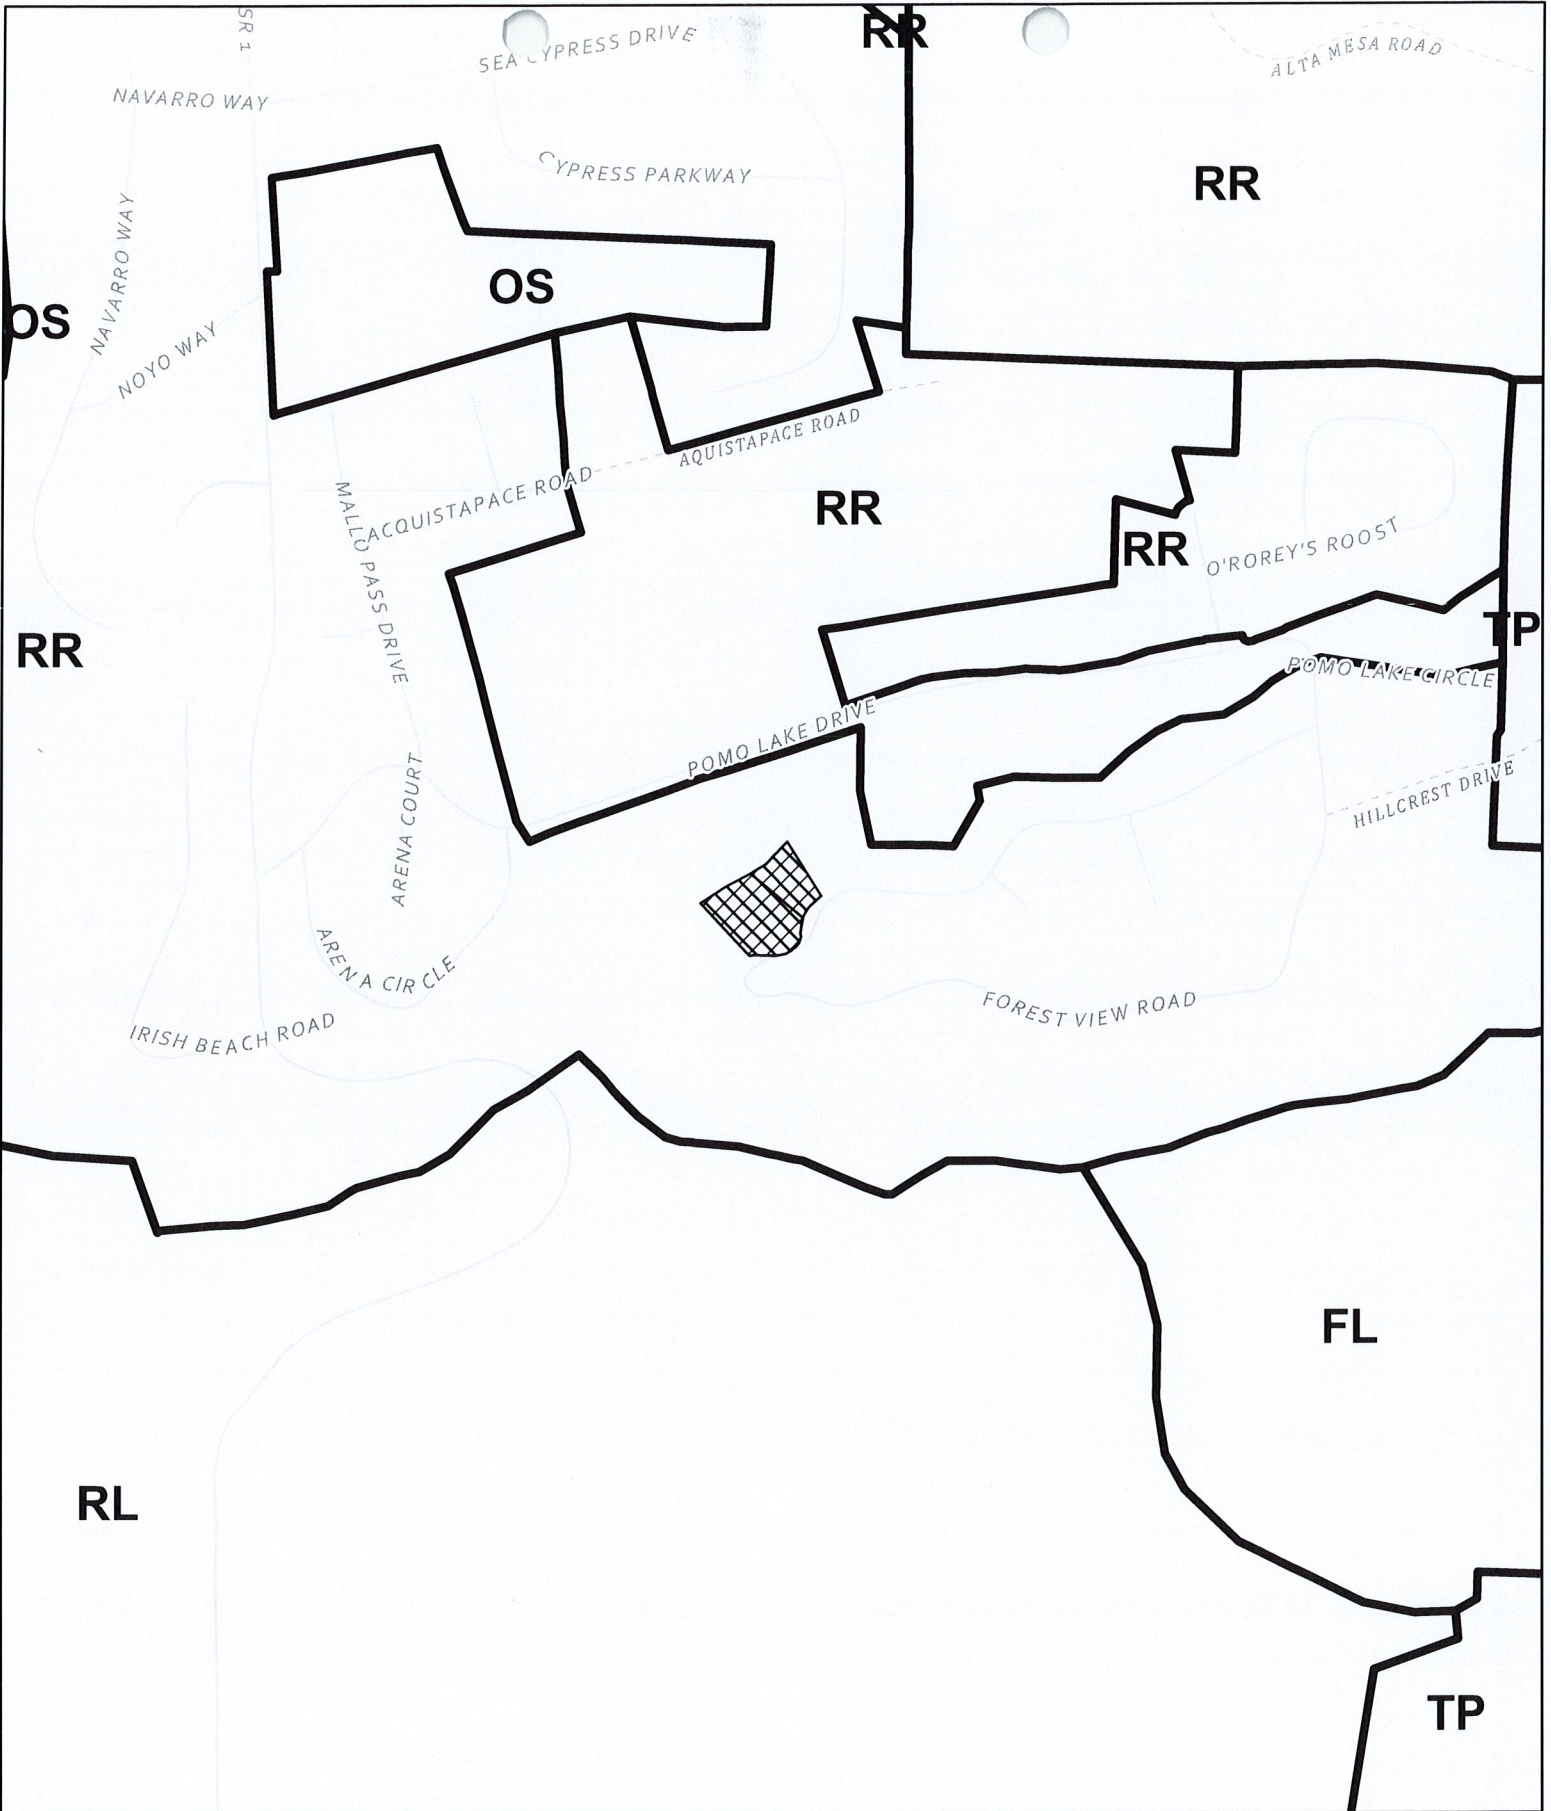 SR 1
SEA CYPRESS DRIVE
RR
ALTA MESA ROAD
NAVARRO WAY
CYPRESS PARKWAY
RR
NAVARRO WAY
OS
OS
NOYO WAY
AQUISTAPACE ROAD
ACQUISTAPACE ROAD
MALLO PASS DRIVE
RR
RR
O'ROREY'S ROOST
RR
TP
POMO LAKE CIRCLE
POMO LAKE DRIVE
HILLCREST DRIVE
ARENA COURT
ARENA CIRCLE
FOREST VIEW ROAD
IRISH BEACH ROAD
FL
RL
TP